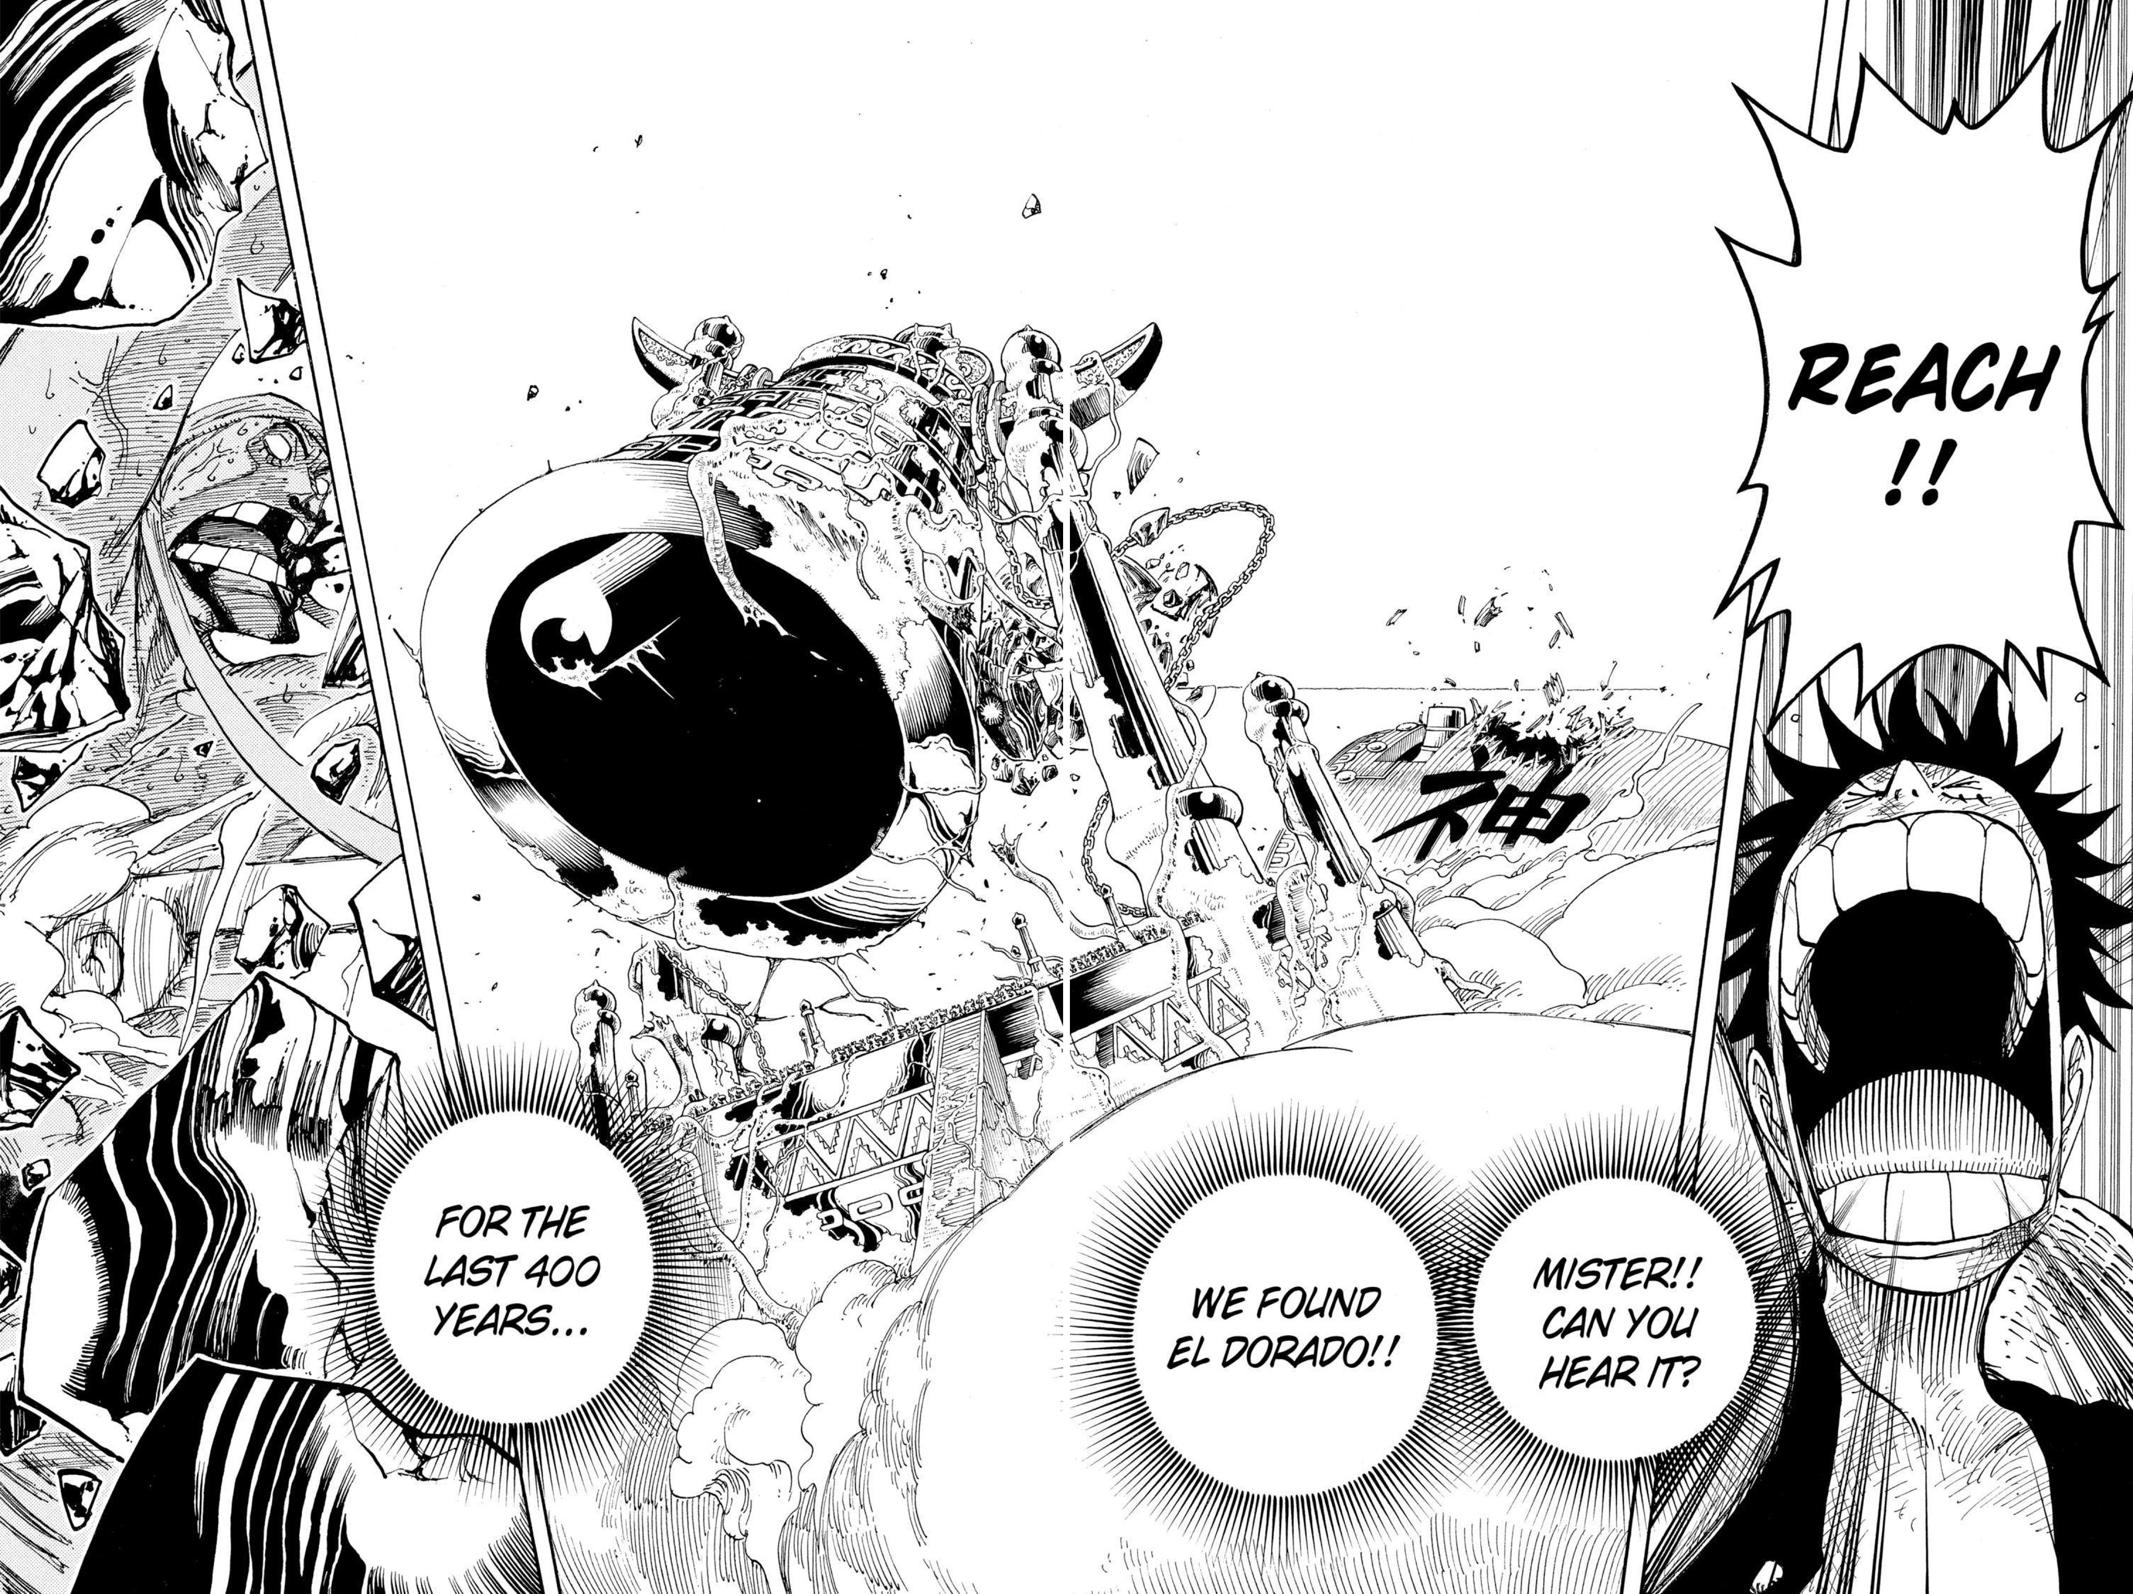 REACH
!!
MISTER!!
CAN YOU
HEAR IT?
WE FOUND
EL DORADO!!
神
FOR THE
LAST 400
YEARS...